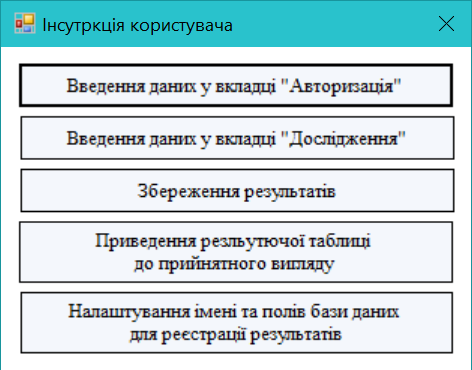 Інсутркція користувача
Введення даних у вкладці "Авторизація"
Введення даних у вкладці "Дослідження"
Збереження результатів
Приведення резльутючої таблиці
до прийнятного вигляду
Налаштування імені та полів бази даних
для реєстрації результатів